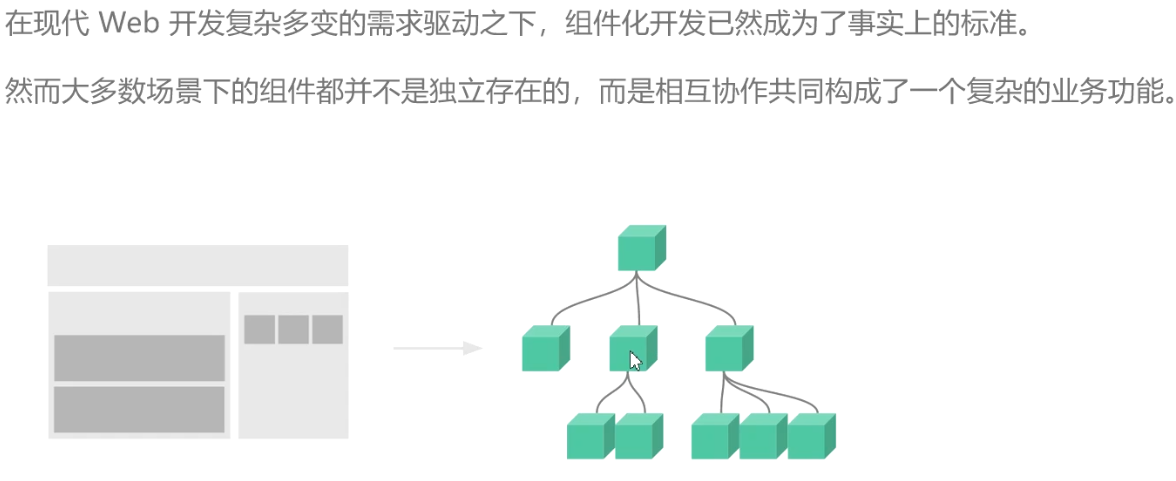 在现代 Web 开发复杂多变的需求驱动之下，组件化开发已然成为了事实上的标准。
然而大多数场景下的组件都并不是独立存在的，而是相互协作共同构成了一个复杂的业务功能。